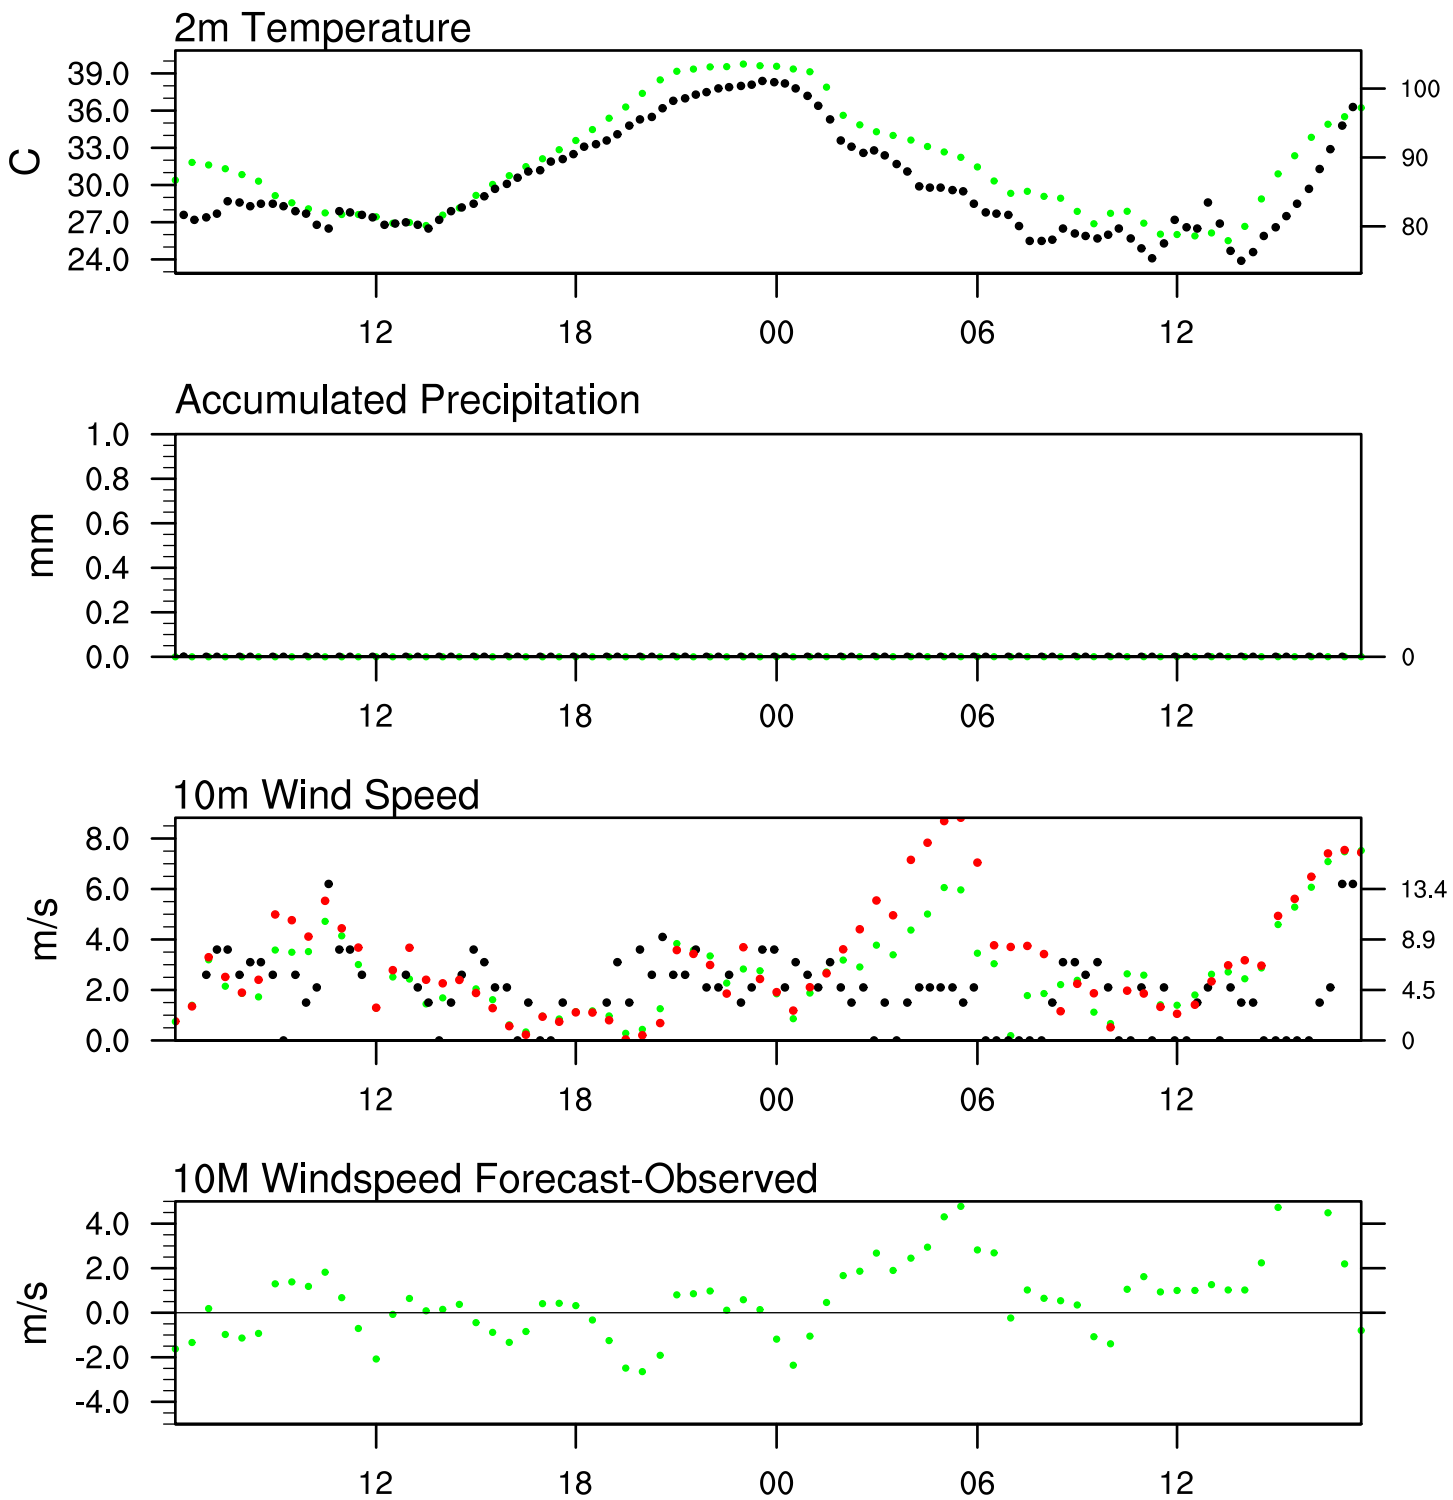 2m Temperature
39.0
36.0
33.0
30.0
27.0
24.0
C
100
90
80
12 18 00 06 12
Accumulated Precipitation
1.0
0.8
0.6
0.4
0.2
0.0
mm
0
12 18 00 06 12
10m Wind Speed
8.0
6.0
4.0
2.0
0.0
m/s
13.4
8.9
4.5
0
12 18 00 06 12
10M Windspeed Forecast-Observed
4.0
2.0
0.0
-2.0
-4.0
m/s
12 18 00 06 12